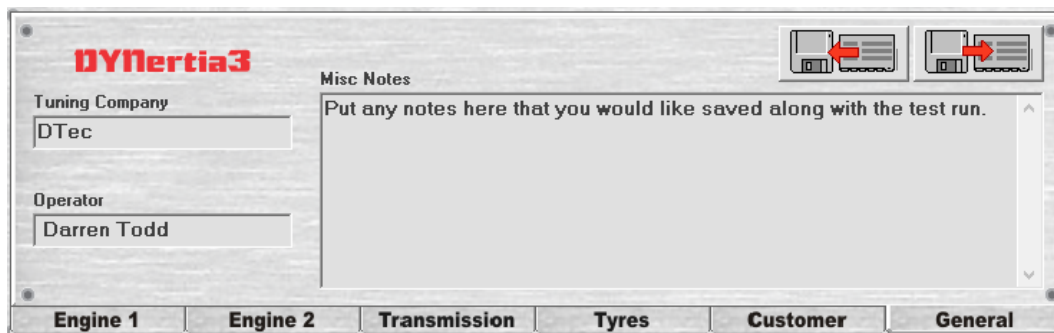 DYNertia3
Misc Notes
Tuning Company
DTec
Put any notes here that you would like saved along with the test run.
Operator
Darren Todd
Engine 1
Engine 2
Transmission
Tyres
Customer
General